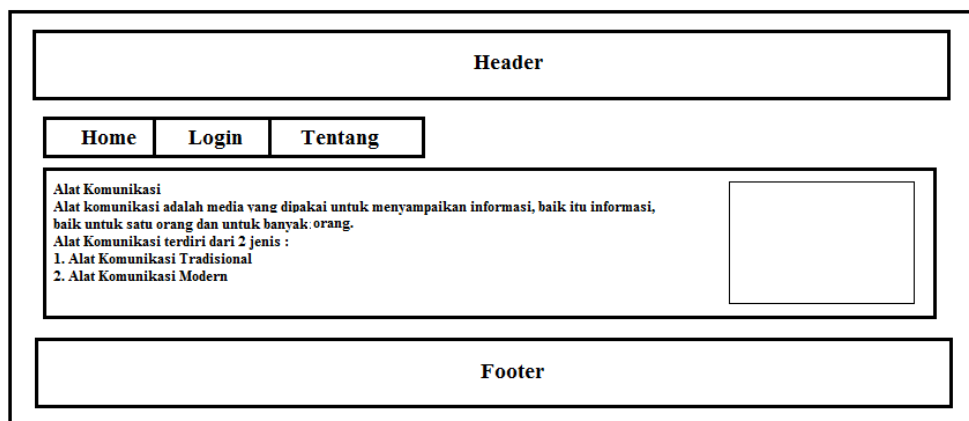 Header
Home Login Tentang
Alat Komunikasi
Alat komunikasi adalah media yang dipakai untuk menyampaikan informasi, baik itu informasi,
baik untuk satu orang dan untuk banyak orang.
Alat Komunikasi terdiri dari 2 jenis :
1. Alat Komunikasi Tradisional
2. Alat Komunikasi Modern
Footer